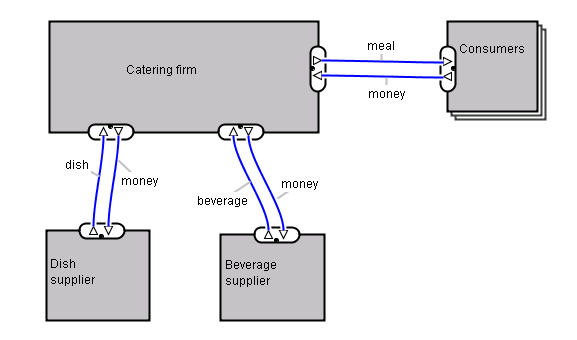 Catering firm
meal
Consumers
money
dish
money
beverage
money
Dish
supplier
Beverage
supplier